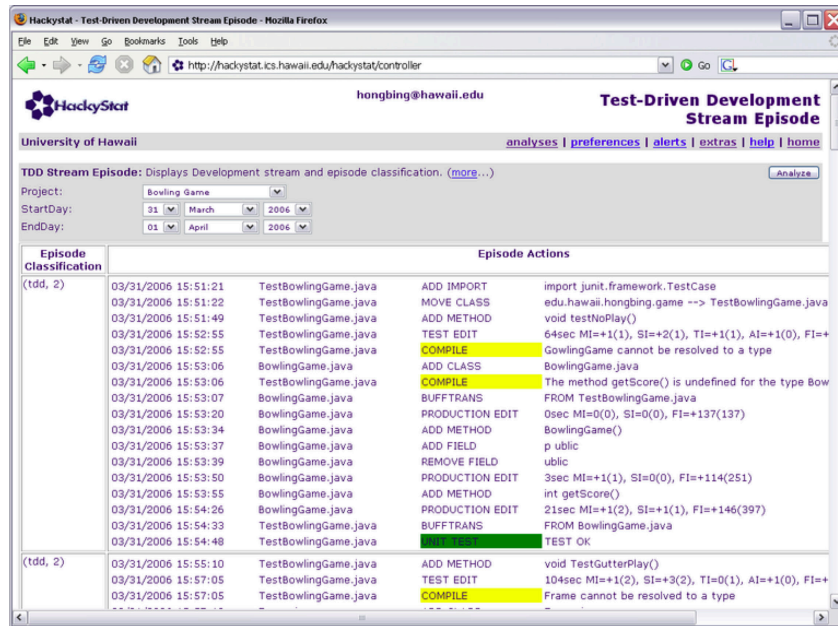 Hackystat - Test-Driven Development Stream Episode - Mozilla Firefox
File Edit View Go Bookmarks Tools Help
http://hackystat.ics.hawaii.edu/hackystat/controller Go
HackyStat hongbing@hawaii.edu Test-Driven Development
Stream Episode
University of Hawaii analyses | preferences | alerts | extras | help | home
TDD Stream Episode: Displays Development stream and episode classification. (more...) Analyze
Project: Bowling Game
StartDay: 31 March 2006
EndDay: 01 April 2006
Episode Classification Episode Actions
(tdd, 2) 03/31/2006 15:51:21 TestBowlingGame.java ADD IMPORT import junit.framework.TestCase
03/31/2006 15:51:22 TestBowlingGame.java MOVE CLASS edu.hawaii.hongbing.game --> TestBowlingGame.java
03/31/2006 15:51:49 TestBowlingGame.java ADD METHOD void testNoPlay()
03/31/2006 15:52:55 TestBowlingGame.java TEST EDIT 64sec MI=+1(1), SI=+2(1), TI=+1(1), AI=+1(0), FI=+
03/31/2006 15:52:55 TestBowlingGame.java COMPILE GowlingGame cannot be resolved to a type
03/31/2006 15:53:06 BowlingGame.java ADD CLASS BowlingGame.java
03/31/2006 15:53:06 TestBowlingGame.java COMPILE The method getScore() is undefined for the type Bow
03/31/2006 15:53:07 BowlingGame.java BUFFTRANS FROM TestBowlingGame.java
03/31/2006 15:53:20 BowlingGame.java PRODUCTION EDIT 0sec MI=0(0), SI=0(0), FI=+137(137)
03/31/2006 15:53:34 BowlingGame.java ADD METHOD BowlingGame()
03/31/2006 15:53:37 BowlingGame.java ADD FIELD p ublic
03/31/2006 15:53:39 BowlingGame.java REMOVE FIELD ublic
03/31/2006 15:53:50 BowlingGame.java PRODUCTION EDIT 3sec MI=+1(1), SI=0(0), FI=+114(251)
03/31/2006 15:53:55 BowlingGame.java ADD METHOD int getScore()
03/31/2006 15:54:26 BowlingGame.java PRODUCTION EDIT 21sec MI=+1(2), SI=+1(1), FI=+146(397)
03/31/2006 15:54:33 TestBowlingGame.java BUFFTRANS FROM BowlingGame.java
03/31/2006 15:54:48 TestBowlingGame.java UNIT TEST TEST OK
(tdd, 2) 03/31/2006 15:55:10 TestBowlingGame.java ADD METHOD void TestGutterPlay()
03/31/2006 15:57:05 TestBowlingGame.java TEST EDIT 104sec MI=+1(2), SI=+3(2), TI=0(1), AI=+1(0), FI=+
03/31/2006 15:57:05 TestBowlingGame.java COMPILE Frame cannot be resolved to a type